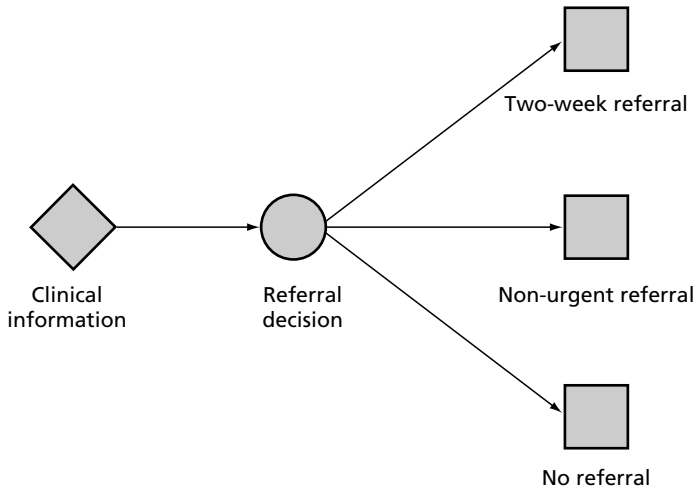 Two-week referral
Clinical
information
Referral
decision
Non-urgent referral
No referral